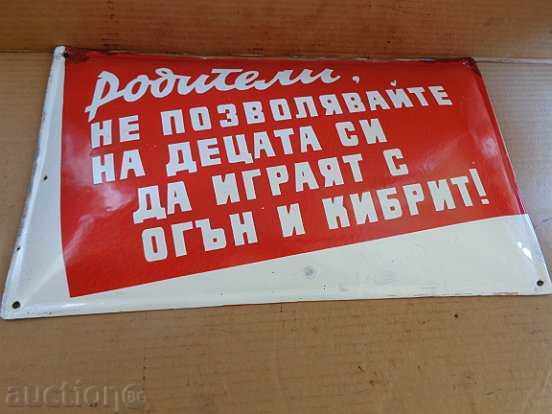 Родители,
НЕ ПОЗВОЛЯВАЙТЕ
НА ДЕЦАТА СИ
ДА ИГРАЯТ С
ОГЪН И КИБРИТ!
auction.bg